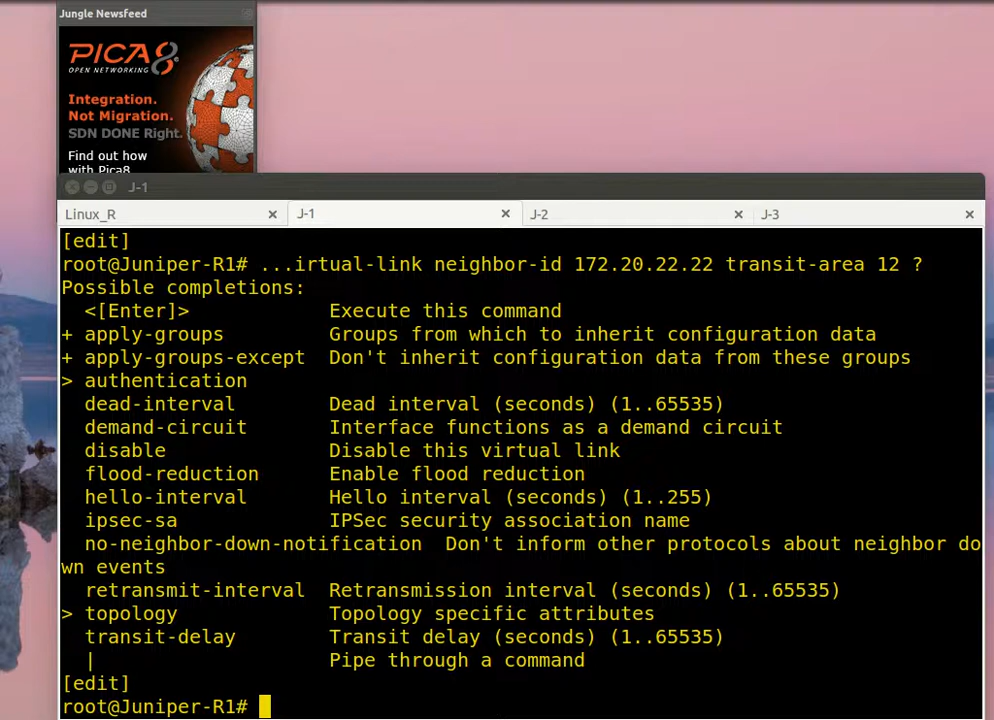 Jungle Newsfeed
PICA8
OPEN NETWORKING
Integration.
Not Migration.
SDN DONE Right.
Find out how
with Pica8
J-1
Linux_R
J-1
J-2
J-3
[edit]
root@Juniper-R1# ...irtual-link neighbor-id 172.20.22.22 transit-area 12 ?
Possible completions:
<[Enter]> Execute this command
+ apply-groups Groups from which to inherit configuration data
+ apply-groups-except Don't inherit configuration data from these groups
> authentication
dead-interval Dead interval (seconds) (1..65535)
demand-circuit Interface functions as a demand circuit
disable Disable this virtual link
flood-reduction Enable flood reduction
hello-interval Hello interval (seconds) (1..255)
ipsec-sa IPSec security association name
no-neighbor-down-notification Don't inform other protocols about neighbor do
wn events
retransmit-interval Retransmission interval (seconds) (1..65535)
> topology Topology specific attributes
transit-delay Transit delay (seconds) (1..65535)
| Pipe through a command
[edit]
root@Juniper-R1#